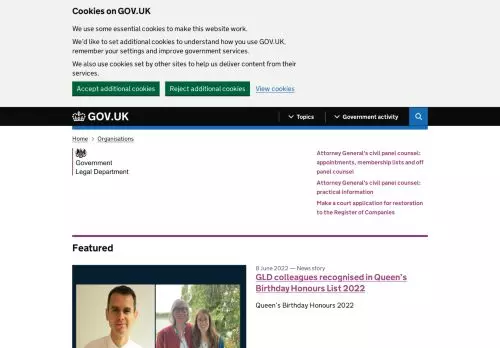 Cookies on GOV.UK
We use some essential cookies to make this website work.
We'd like to set additional cookies to understand how you use GOV.UK,
remember your settings and improve government services.
We also use cookies set by other sites to help us deliver content from their
services.
Accept additional cookies
Reject additional cookies
View cookies
GOV.UK
Topics
Government activity
Home
Organisations
Government
Legal Department
Attorney General's civil panel counsel:
appointments, membership lists and off
panel counsel
Attorney General's civil panel counsel:
practical information
Make a court application for restoration
to the Register of Companies
Featured
8 June 2022 — News story
GLD colleagues recognised in Queen's
Birthday Honours List 2022
Queen's Birthday Honours 2022